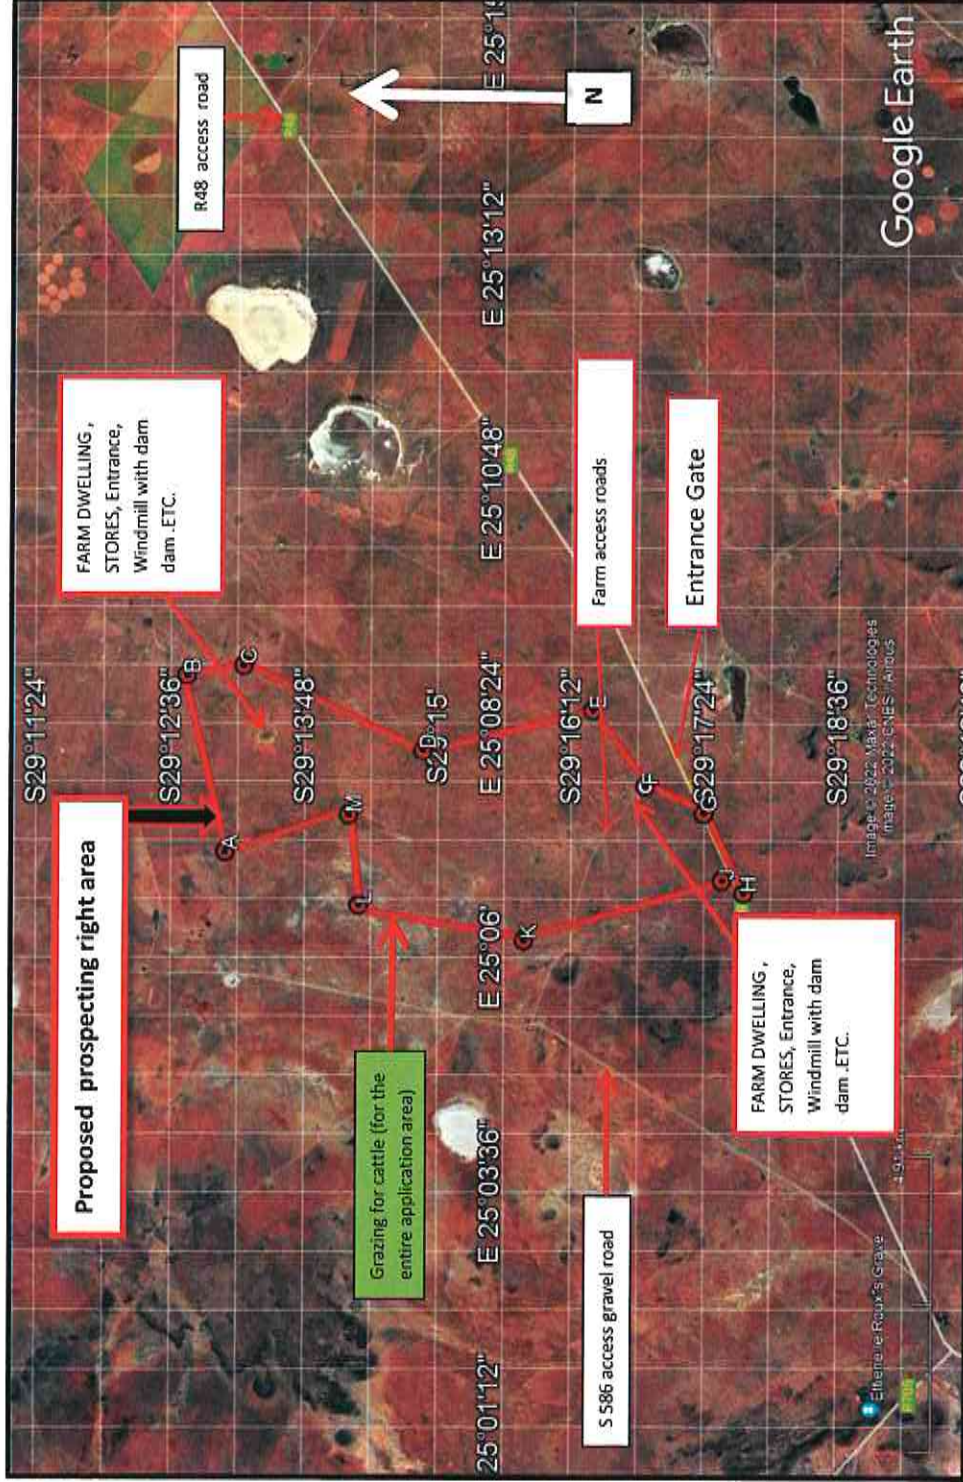 S29°11'24"
Proposed prospecting right area
FARM DWELLING ,
STORES, Entrance,
Windmill with dam
dam .ETC.
R48 access road
S29°12'36"
B
A
C
R48
S29°13'48"
M
L
Grazing for cattle (for the
entire application area)
D
S29°15'
25°01'12"
E 25°03'36"
E 25°06'
E 25°08'24"
E 25°10'48"
E 25°13'12"
E 25°15
R48
K
N
S29°16'12"
E
Farm access roads
S 586 access gravel road
F
Entrance Gate
S29°17'24"
G
J
H
FARM DWELLING ,
STORES, Entrance,
Windmill with dam
dam .ETC.
S29°18'36"
Image © 2022 Maxar Technologies
Image © 2022 CNES / Airbus
Google Earth
Etienne le Roux's Grave